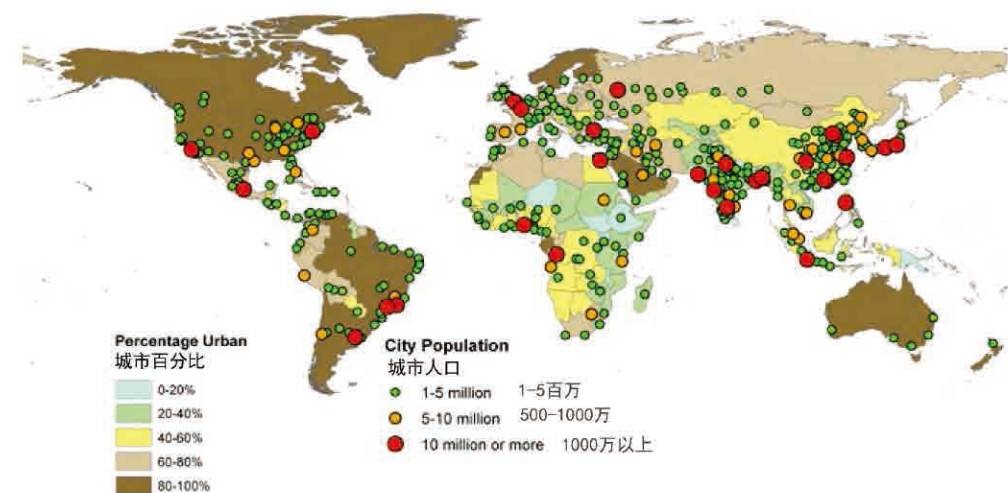 Percentage Urban
城市百分比
0-20%
20-40%
40-60%
60-80%
80-100%
City Population
城市人口
1-5 million 1-5百万
5-10 million 500-1000万
10 million or more 1000万以上